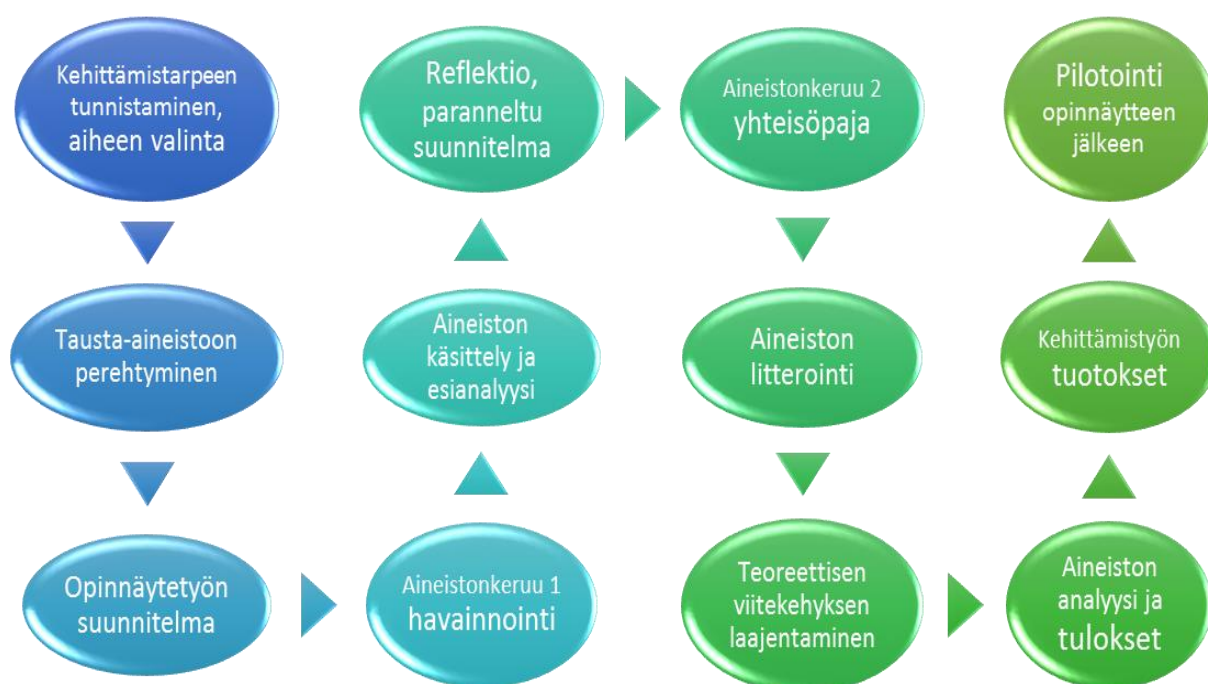 Kehittämistarpeen
tunnistaminen,
aiheen valinta
Tausta-aineistoon
perehtyminen
Opinnäytetyön
suunnitelma
Aineistonkeruu 1
havainnointi
Aineiston
käsittely ja
esianalyysi
Reflektio,
paranneltu
suunnitelma
Aineistonkeruu 2
yhteisöpaja
Aineiston
litterointi
Teoreettisen
viitekehyksen
laajentaminen
Aineiston
analyysi ja
tulokset
Kehittämistyön
tuotokset
Pilotointi
opinnäytteen
jälkeen